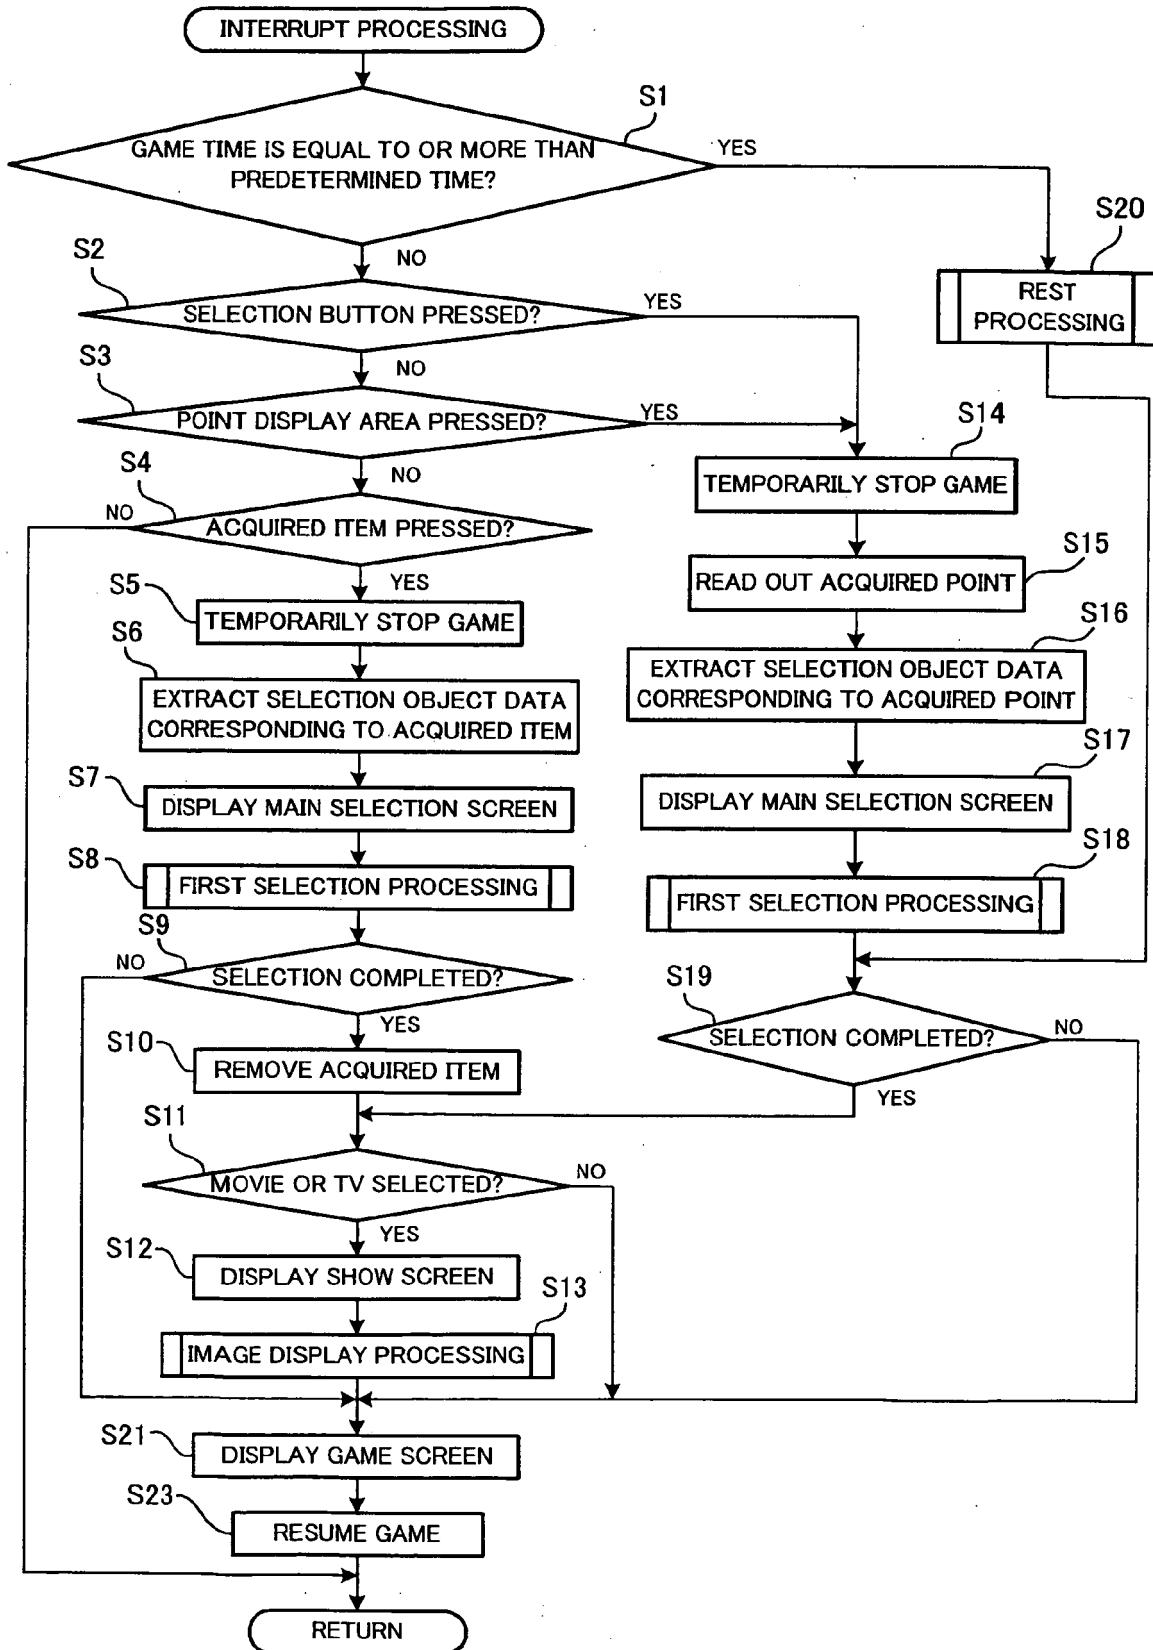 INTERRUPT PROCESSING
S1
GAME TIME IS EQUAL TO OR MORE THAN
PREDETERMINED TIME?
YES
NO
S20
REST
PROCESSING
S2
SELECTION BUTTON PRESSED?
YES
NO
S3
POINT DISPLAY AREA PRESSED?
YES
NO
S4
ACQUIRED ITEM PRESSED?
NO
YES
S5
TEMPORARILY STOP GAME
S6
EXTRACT SELECTION OBJECT DATA
CORRESPONDING TO ACQUIRED ITEM
S7
DISPLAY MAIN SELECTION SCREEN
S8
FIRST SELECTION PROCESSING
S9
SELECTION COMPLETED?
NO
YES
S10
REMOVE ACQUIRED ITEM
S11
MOVIE OR TV SELECTED?
NO
YES
S12
DISPLAY SHOW SCREEN
S13
IMAGE DISPLAY PROCESSING
S14
TEMPORARILY STOP GAME
S15
READ OUT ACQUIRED POINT
S16
EXTRACT SELECTION OBJECT DATA
CORRESPONDING TO ACQUIRED POINT
S17
DISPLAY MAIN SELECTION SCREEN
S18
FIRST SELECTION PROCESSING
S19
SELECTION COMPLETED?
NO
YES
S21
DISPLAY GAME SCREEN
S23
RESUME GAME
RETURN